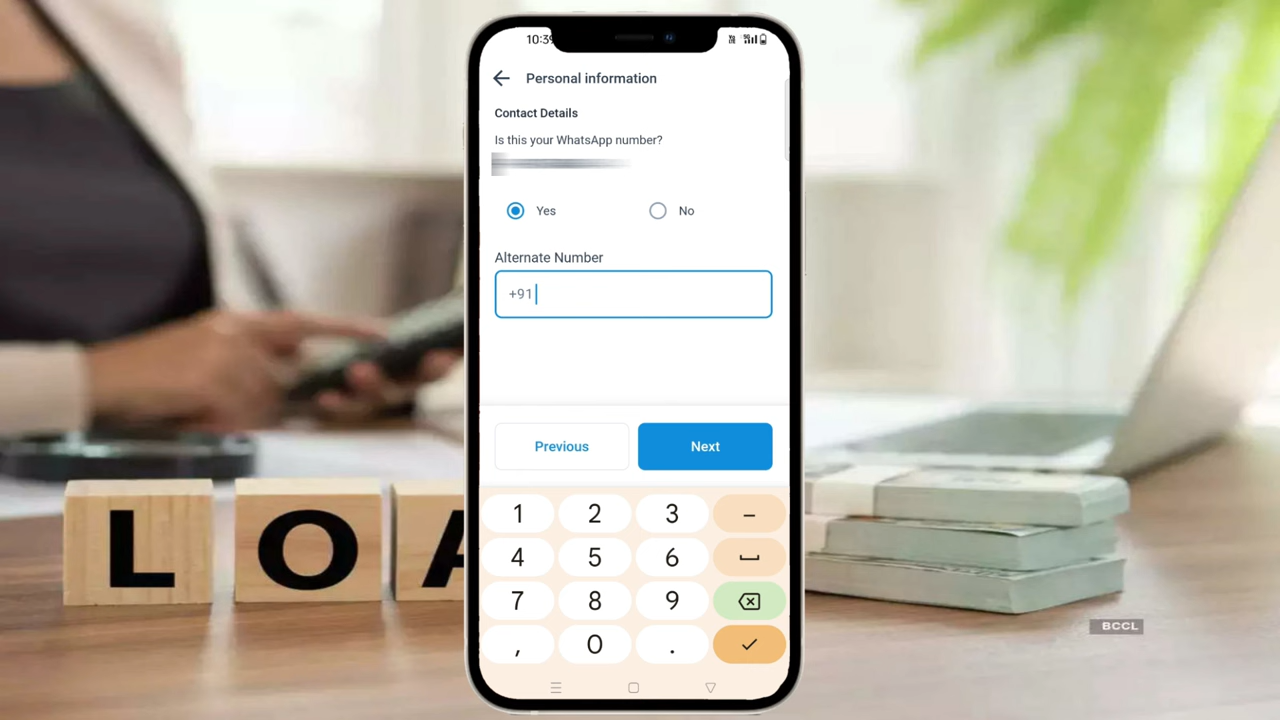 10:39
Personal information
Contact Details
Is this your WhatsApp number?
Yes No
Alternate Number
+91
Previous Next
1 2 3 –
4 5 6
7 8 9
, 0 .
LOA
BCCL